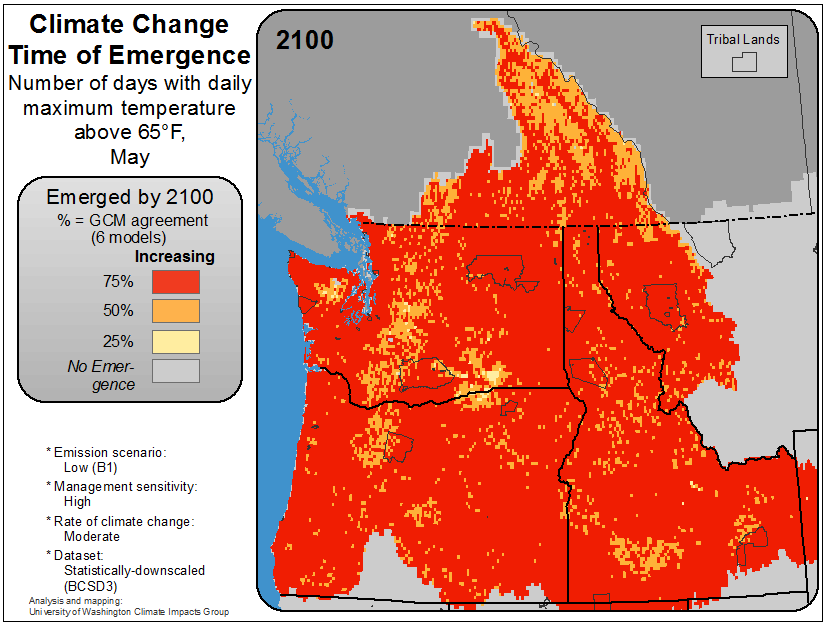 Climate Change
Time of Emergence
Number of days with daily
maximum temperature
above 65°F,
May
Emerged by 2100
% = GCM agreement
(6 models)
Increasing
75%
50%
25%
No Emer-
gence
* Emission scenario:
Low (B1)
* Management sensitivity:
High
* Rate of climate change:
Moderate
* Dataset:
Statistically-downscaled
(BCSD3)
Analysis and mapping:
University of Washington Climate Impacts Group
2100
Tribal Lands